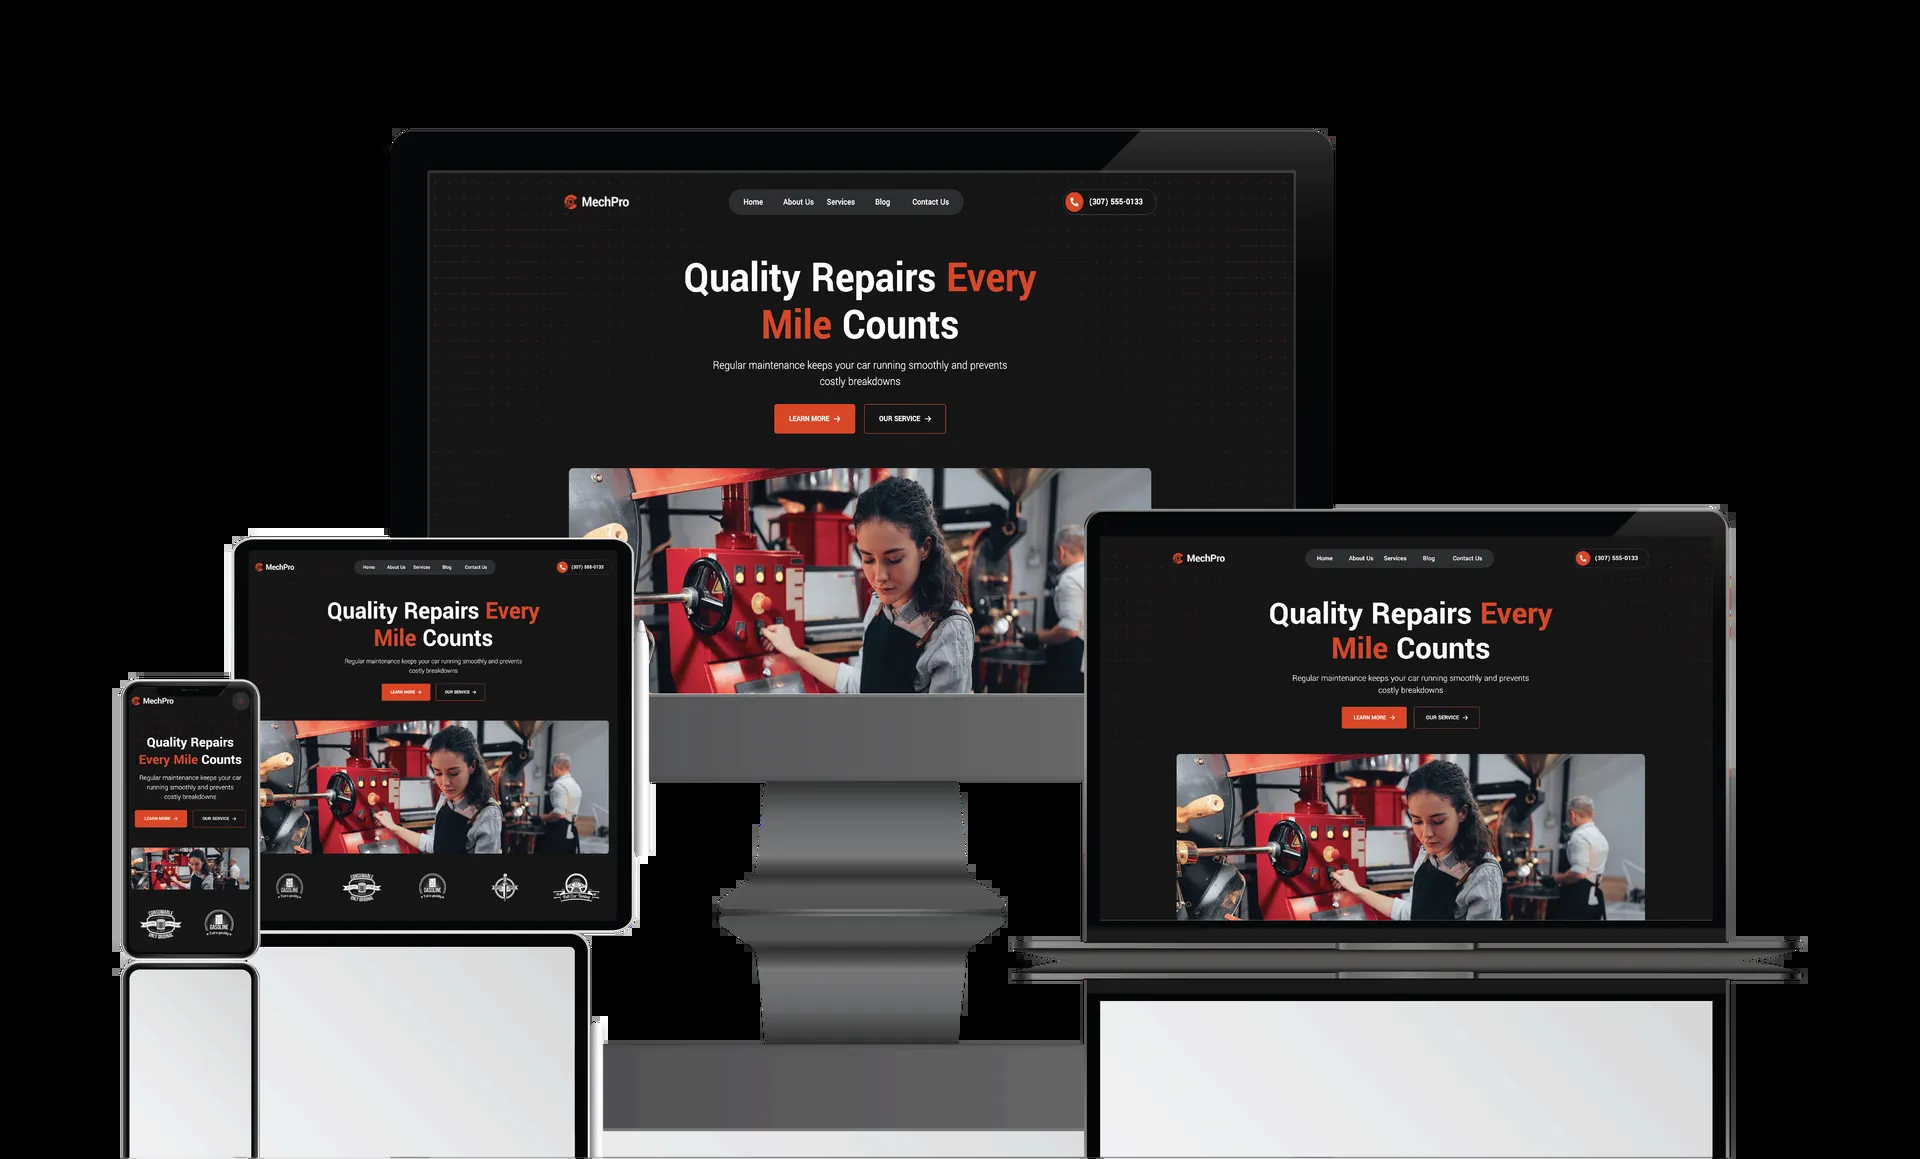 MechPro
Home About Us Services Blog Contact Us
(307) 555-0133
Quality Repairs Every
Mile Counts
Regular maintenance keeps your car running smoothly and prevents
costly breakdowns
LEARN MORE →
OUR SERVICE →
MechPro
Home About Us Services Blog Contact Us
(307) 555-0133
Quality Repairs Every
Mile Counts
Regular maintenance keeps your car running smoothly and prevents
costly breakdowns
LEARN MORE →
OUR SERVICE →
GASOLINE
CONSUMABLE
ONLY ORIGINAL
GASOLINE
MechPro
Quality Repairs
Every Mile Counts
Regular maintenance keeps your car
running smoothly and prevents
costly breakdowns
LEARN MORE →
OUR SERVICE →
CONSUMABLE
ONLY ORIGINAL
GASOLINE
MechPro
Home About Us Services Blog Contact Us
(307) 555-0133
Quality Repairs Every
Mile Counts
Regular maintenance keeps your car running smoothly and prevents
costly breakdowns
LEARN MORE →
OUR SERVICE →